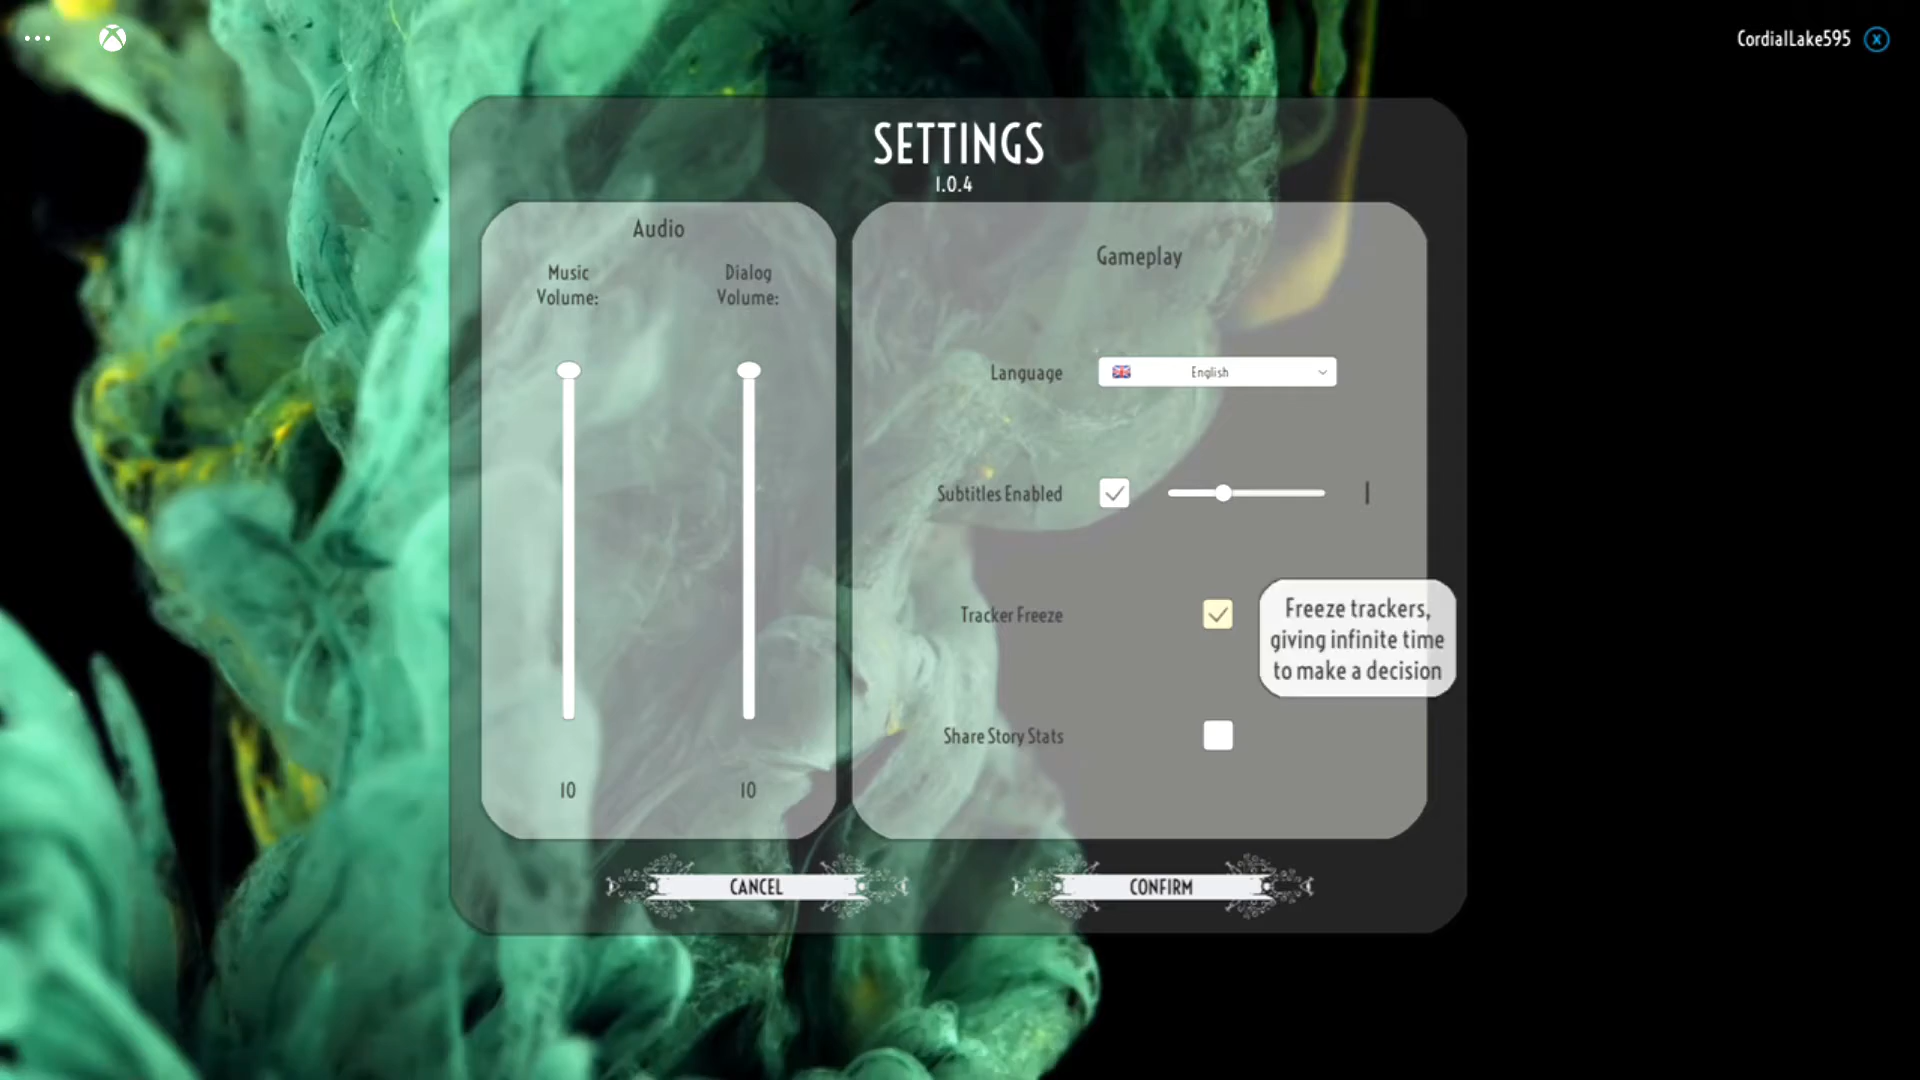 CordialLake595
SETTINGS
1.0.4
Audio
Music
Volume:
Dialog
Volume:
10
10
Gameplay
Language
English
Subtitles Enabled
1
Tracker Freeze
Freeze trackers,
giving infinite time
to make a decision
Share Story Stats
CANCEL
CONFIRM